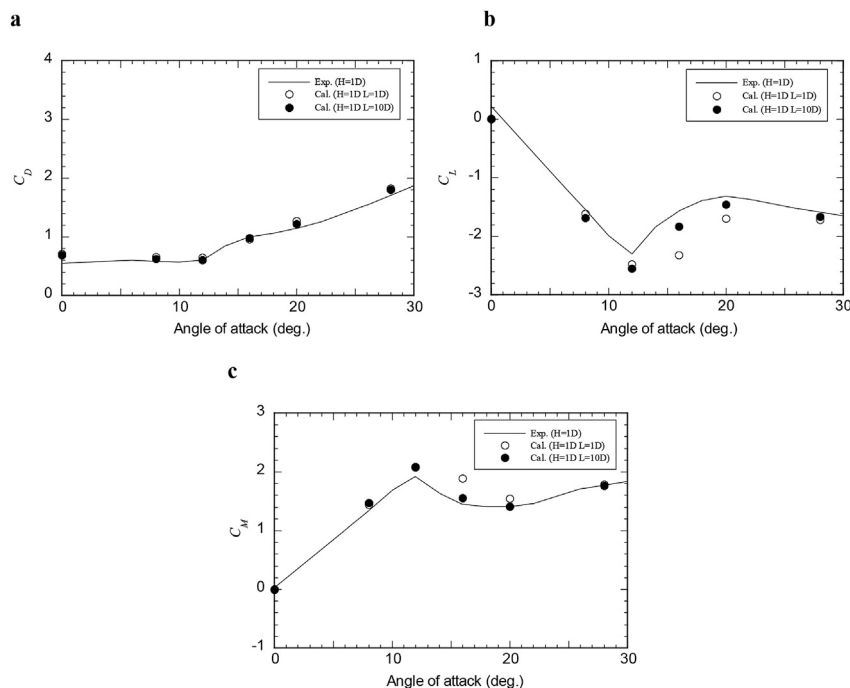 a
4
3
2
1
0
C_D
0
10
20
30
Angle of attack (deg.)
Exp. (H=1D)
Cal. (H=1D L=1D)
Cal. (H=1D L=10D)
b
1
0
-1
-2
-3
C_L
0
10
20
30
Angle of attack (deg.)
Exp. (H=1D)
Cal. (H=1D L=1D)
Cal. (H=1D L=10D)
c
3
2
1
0
-1
C_M
0
10
20
30
Angle of attack (deg.)
Exp. (H=1D)
Cal. (H=1D L=1D)
Cal. (H=1D L=10D)